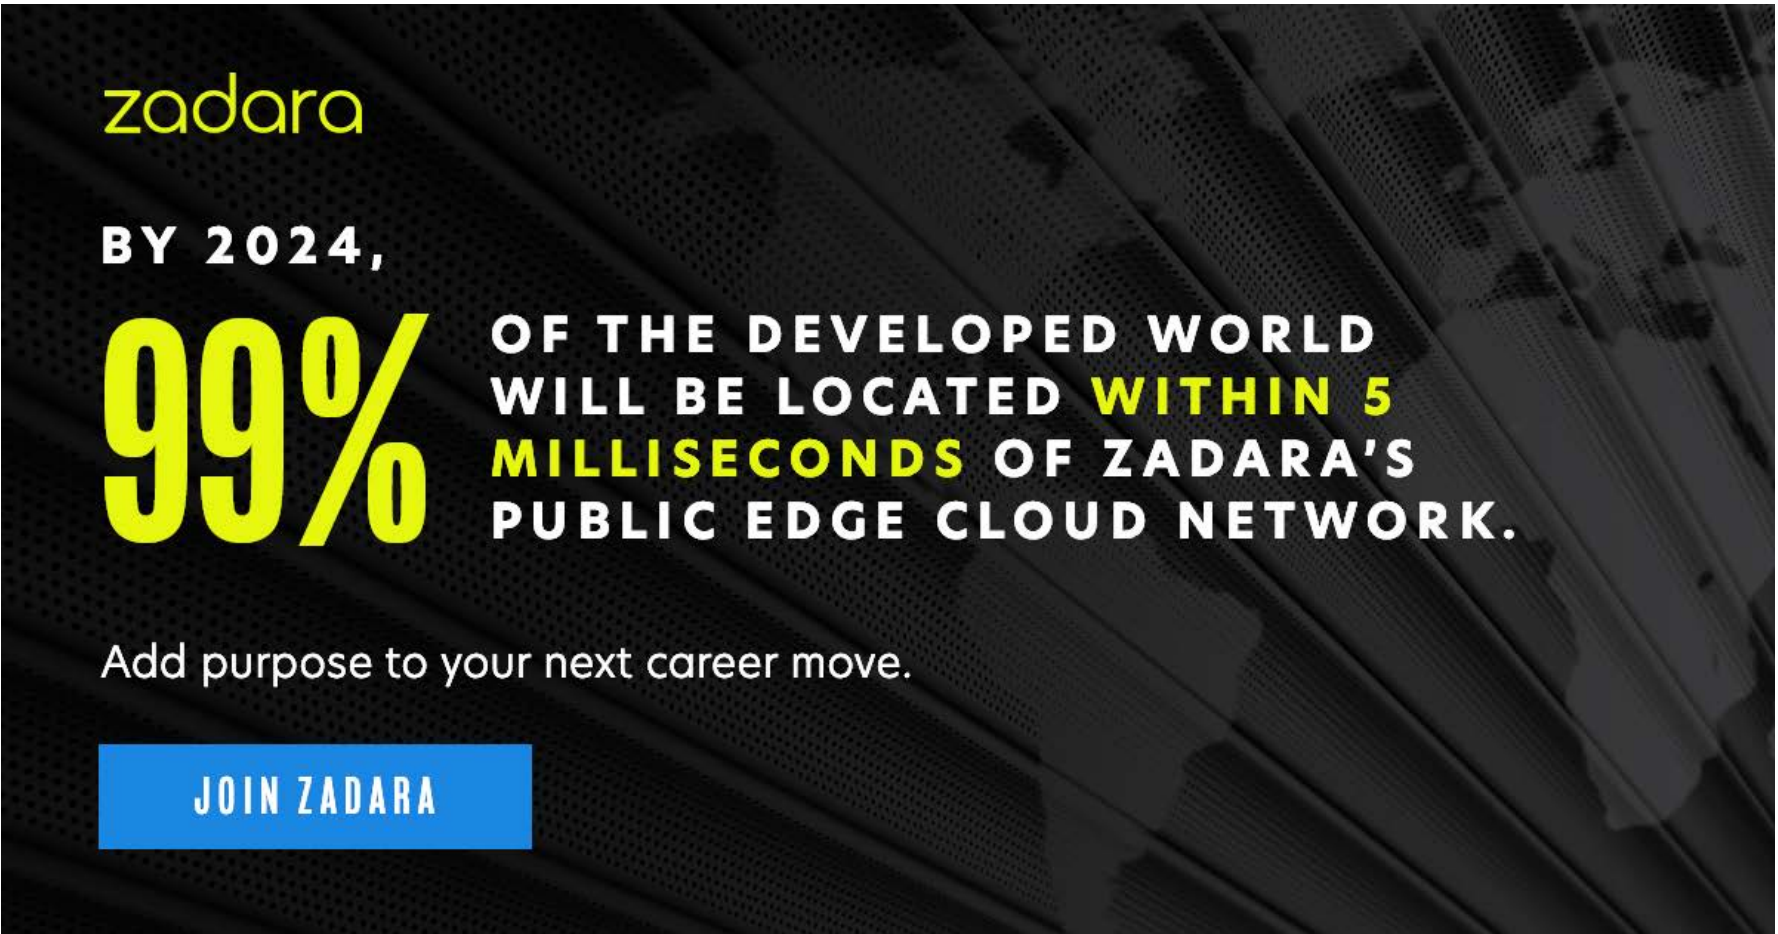 zadara
BY 2024,
99%
OF THE DEVELOPED WORLD
WILL BE LOCATED WITHIN 5
MILLISECONDS OF ZADARA'S
PUBLIC EDGE CLOUD NETWORK.
Add purpose to your next career move.
JOIN ZADARA